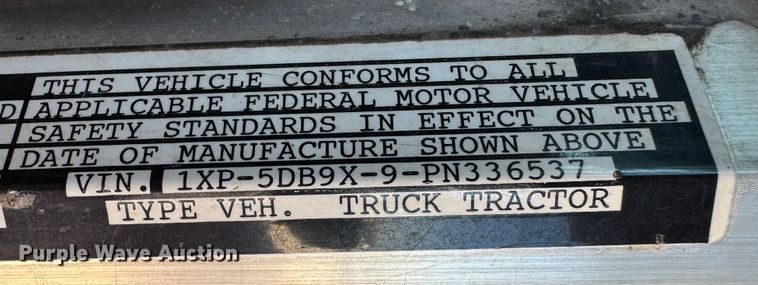 THIS VEHICLE CONFORMS TO ALL
D APPLICABLE FEDERAL MOTOR VEHICLE
SAFETY STANDARDS IN EFFECT ON THE
DATE OF MANUFACTURE SHOWN ABOVE
VIN. 1XP-5DB9X-9-PN336537
TYPE VEH. TRUCK TRACTOR
Purple Wave Auction